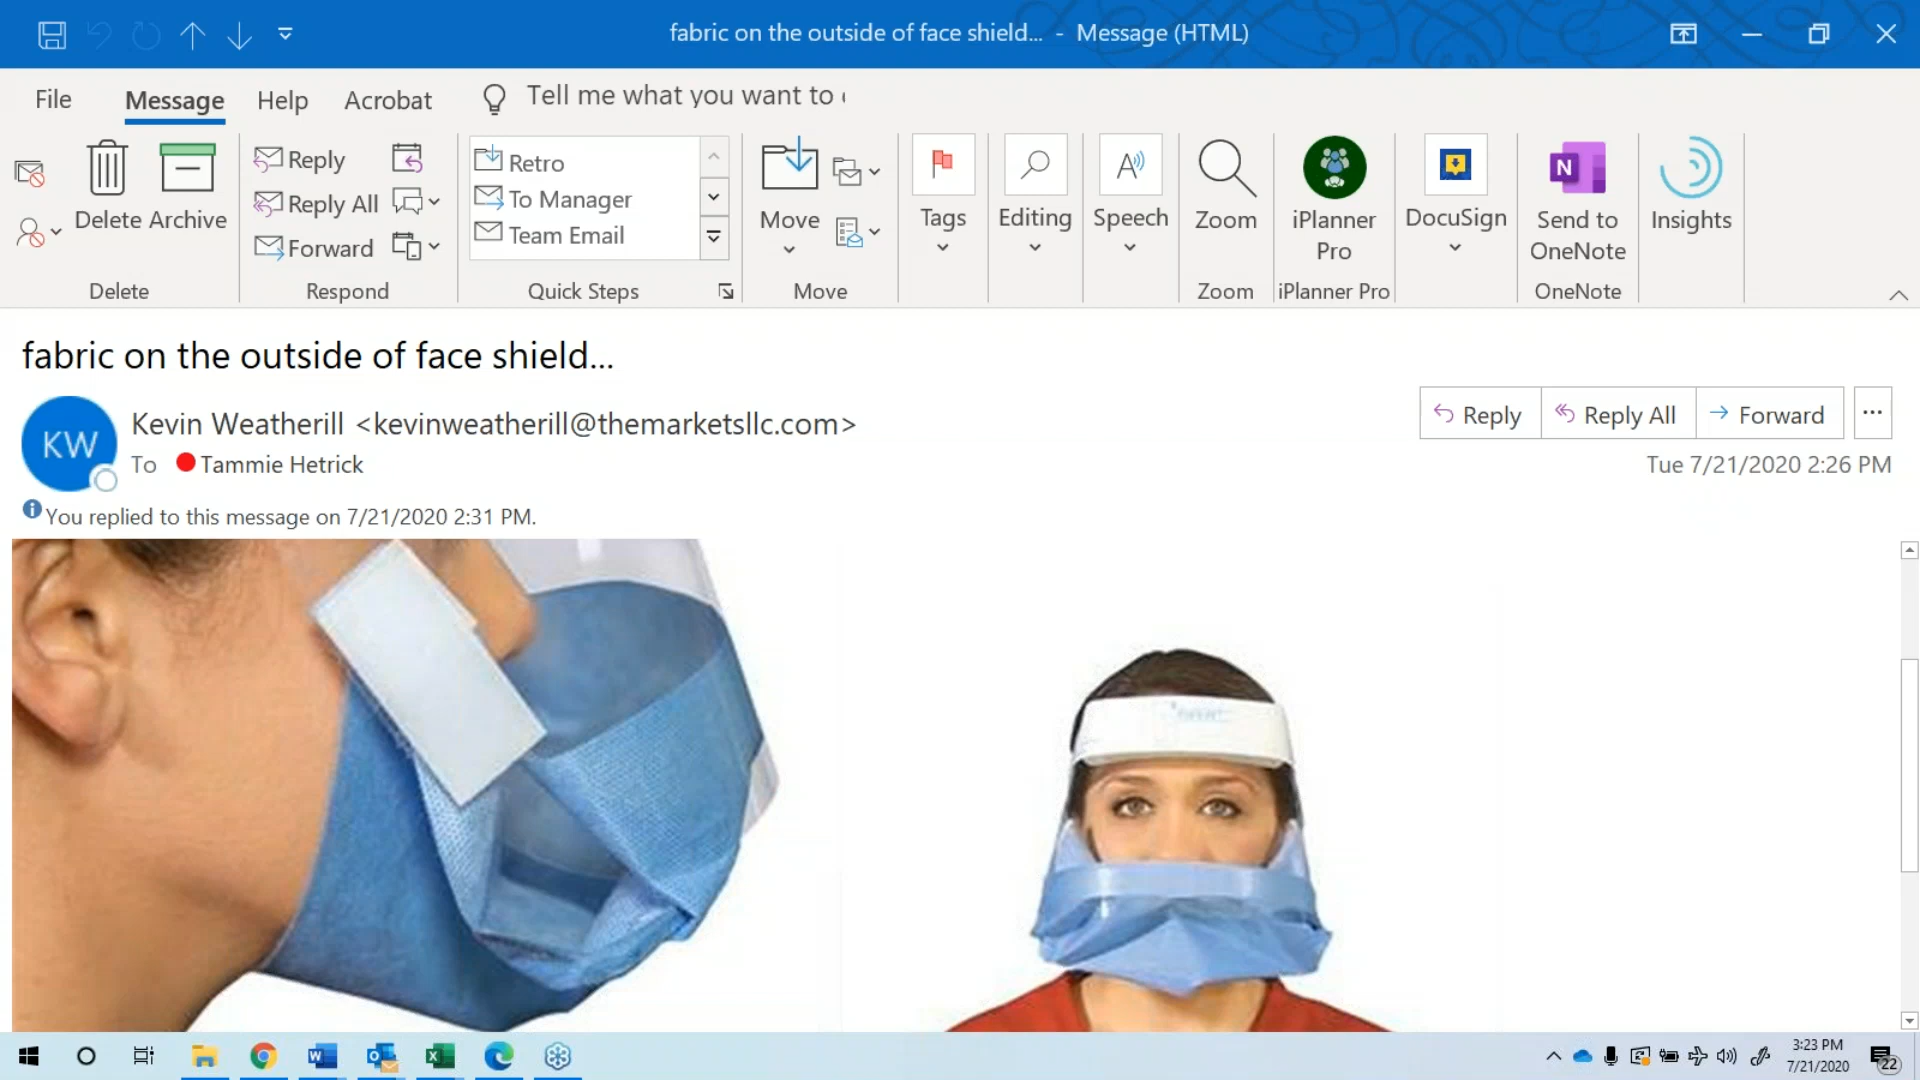 fabric on the outside of face shield... - Message (HTML)
File Message Help Acrobat Tell me what you want to
Reply
Reply All
Forward
Delete Archive
Retro
To Manager
Team Email
Move
Tags
Editing
Speech
Zoom
iPlanner
Pro
DocuSign
N
Send to
OneNote
Insights
Delete Respond Quick Steps Move Zoom iPlanner Pro OneNote
fabric on the outside of face shield...
KW
Kevin Weatherill <kevinweatherill@themarketsllc.com>
To Tammie Hetrick
Reply Reply All Forward ...
Tue 7/21/2020 2:26 PM
You replied to this message on 7/21/2020 2:31 PM.
3:23 PM
7/21/2020
22